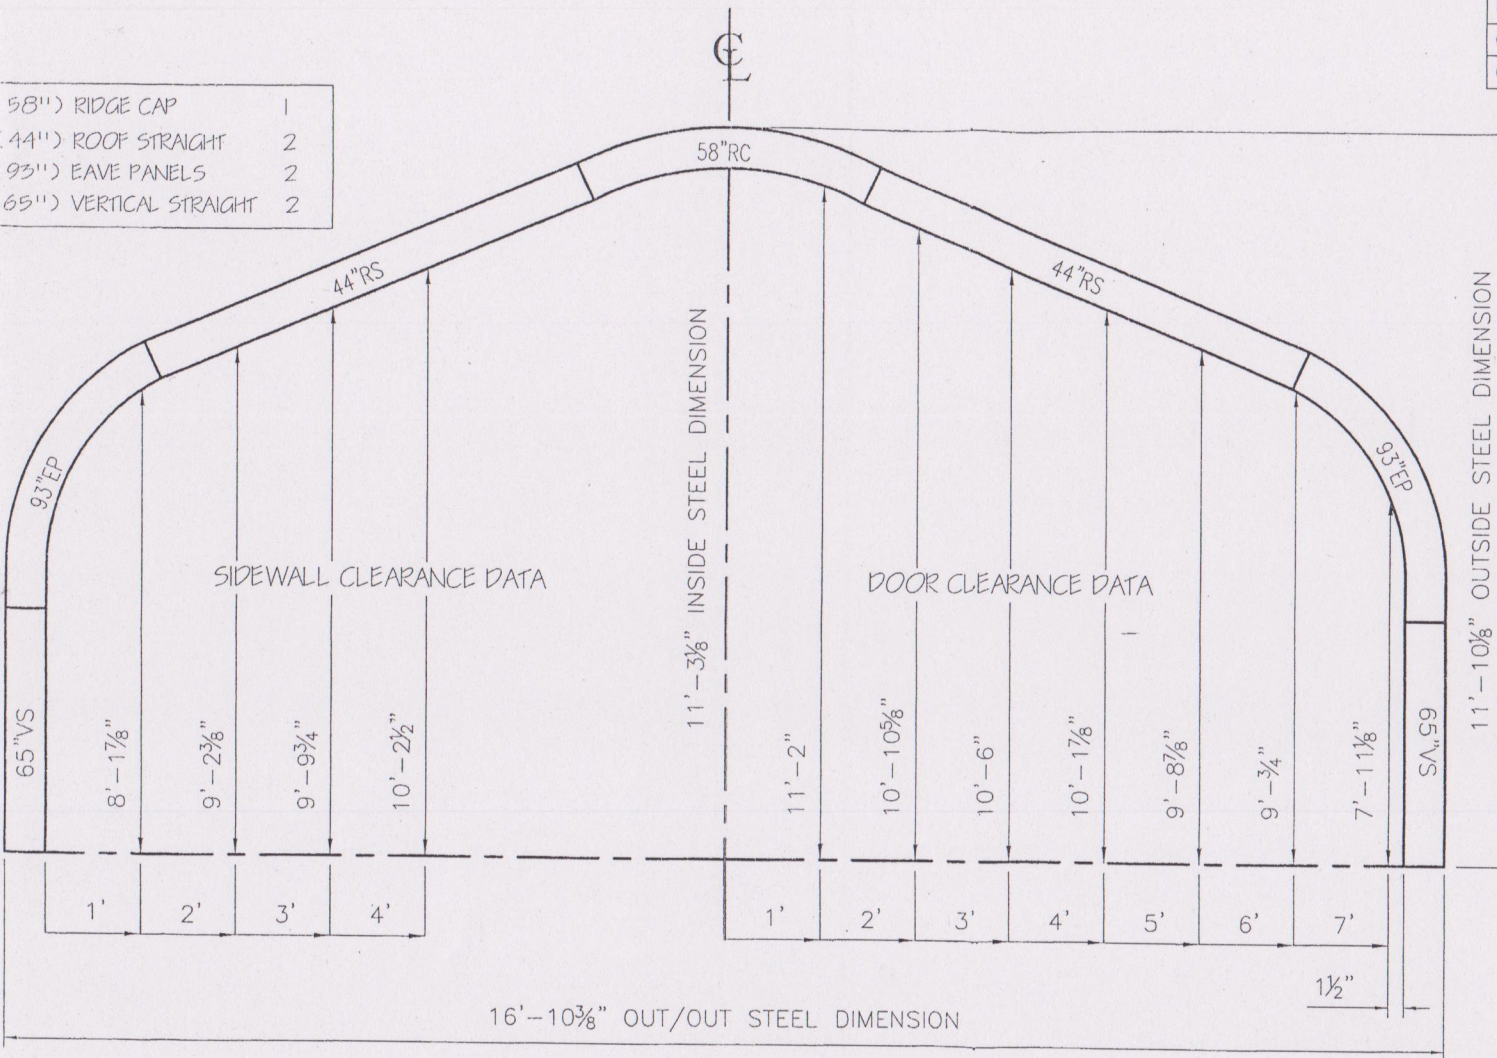 ℄
58") RIDGE CAP 1
44") ROOF STRAIGHT 2
93") EAVE PANELS 2
65") VERTICAL STRAIGHT 2
58"RC
44"RS
44"RS
93"EP
93"EP
SIDEWALL CLEARANCE DATA
DOOR CLEARANCE DATA
11'-3⅛" INSIDE STEEL DIMENSION
11'-10⅛" OUTSIDE STEEL DIMENSION
65"VS
8'-1⅞"
9'-2⅜"
9'-9¾"
10'-2½"
11'-2"
10'-10⅝"
10'-6"
10'-1⅞"
9'-8⅞"
9'-¾"
7'-11⅛"
65"VS
1' 2' 3' 4'
1' 2' 3' 4' 5' 6' 7'
1½"
16'-10⅜" OUT/OUT STEEL DIMENSION